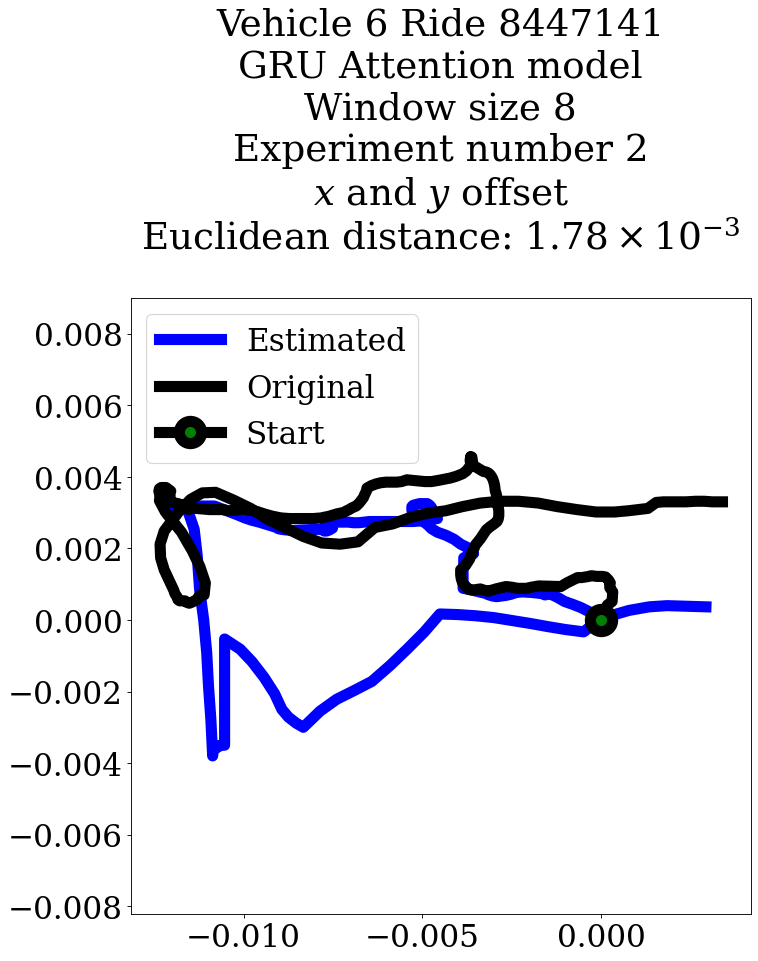 Vehicle 6 Ride 8447141
GRU Attention model
Window size 8
Experiment number 2
x and y offset
Euclidean distance: 1.78 × 10⁻³
Estimated
Original
Start
0.008
0.006
0.004
0.002
0.000
−0.002
−0.004
−0.006
−0.008
−0.010
−0.005
0.000